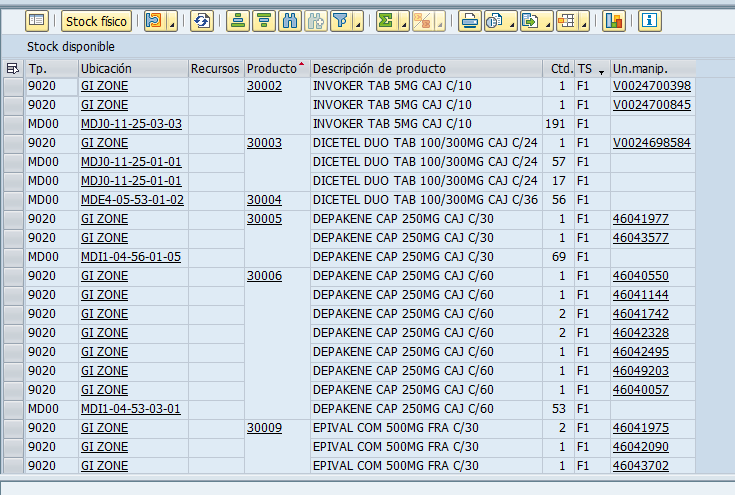 Stock físico
Stock disponible
Tp. Ubicación Recursos Producto Descripción de producto Ctd. TS Un.manip.
9020 GI ZONE 30002 INVOKER TAB 5MG CAJ C/10 1 F1 V0024700398
9020 GI ZONE INVOKER TAB 5MG CAJ C/10 1 F1 V0024700845
MD00 MDJ0-11-25-03-03 INVOKER TAB 5MG CAJ C/10 191 F1
9020 GI ZONE 30003 DICETEL DUO TAB 100/300MG CAJ C/24 1 F1 V0024698584
MD00 MDJ0-11-25-01-01 DICETEL DUO TAB 100/300MG CAJ C/24 57 F1
MD00 MDJ0-11-25-01-01 DICETEL DUO TAB 100/300MG CAJ C/24 17 F1
MD00 MDE4-05-53-01-02 30004 DICETEL DUO TAB 100/300MG CAJ C/36 56 F1
9020 GI ZONE 30005 DEPAKENE CAP 250MG CAJ C/30 1 F1 46041977
9020 GI ZONE DEPAKENE CAP 250MG CAJ C/30 1 F1 46043577
MD00 MDI1-04-56-01-05 DEPAKENE CAP 250MG CAJ C/30 69 F1
9020 GI ZONE 30006 DEPAKENE CAP 250MG CAJ C/60 1 F1 46040550
9020 GI ZONE DEPAKENE CAP 250MG CAJ C/60 1 F1 46041144
9020 GI ZONE DEPAKENE CAP 250MG CAJ C/60 2 F1 46041742
9020 GI ZONE DEPAKENE CAP 250MG CAJ C/60 2 F1 46042328
9020 GI ZONE DEPAKENE CAP 250MG CAJ C/60 1 F1 46042495
9020 GI ZONE DEPAKENE CAP 250MG CAJ C/60 1 F1 46049203
9020 GI ZONE DEPAKENE CAP 250MG CAJ C/60 1 F1 46040057
MD00 MDI1-04-53-03-01 DEPAKENE CAP 250MG CAJ C/60 53 F1
9020 GI ZONE 30009 EPIVAL COM 500MG FRA C/30 2 F1 46041975
9020 GI ZONE EPIVAL COM 500MG FRA C/30 1 F1 46042090
9020 GI ZONE EPIVAL COM 500MG FRA C/30 1 F1 46043702